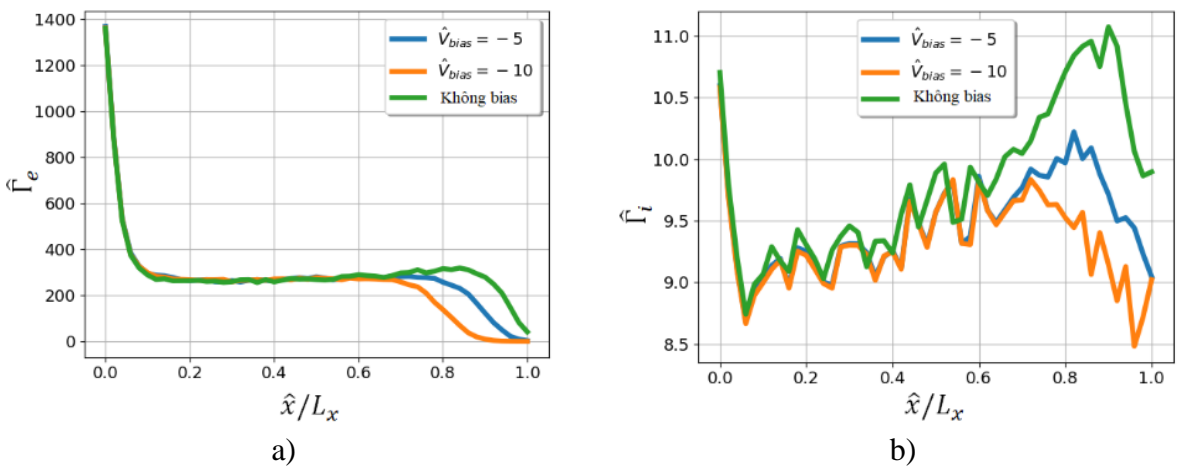 1400
1200
1000
800
600
400
200
0
0.0 0.2 0.4 0.6 0.8 1.0
Γ̂e
x̂/Lx
V̂bias = − 5
V̂bias = −10
Không bias
a)
11.0
10.5
10.0
9.5
9.0
8.5
0.0 0.2 0.4 0.6 0.8 1.0
Γ̂i
x̂/Lx
V̂bias = − 5
V̂bias = −10
Không bias
b)